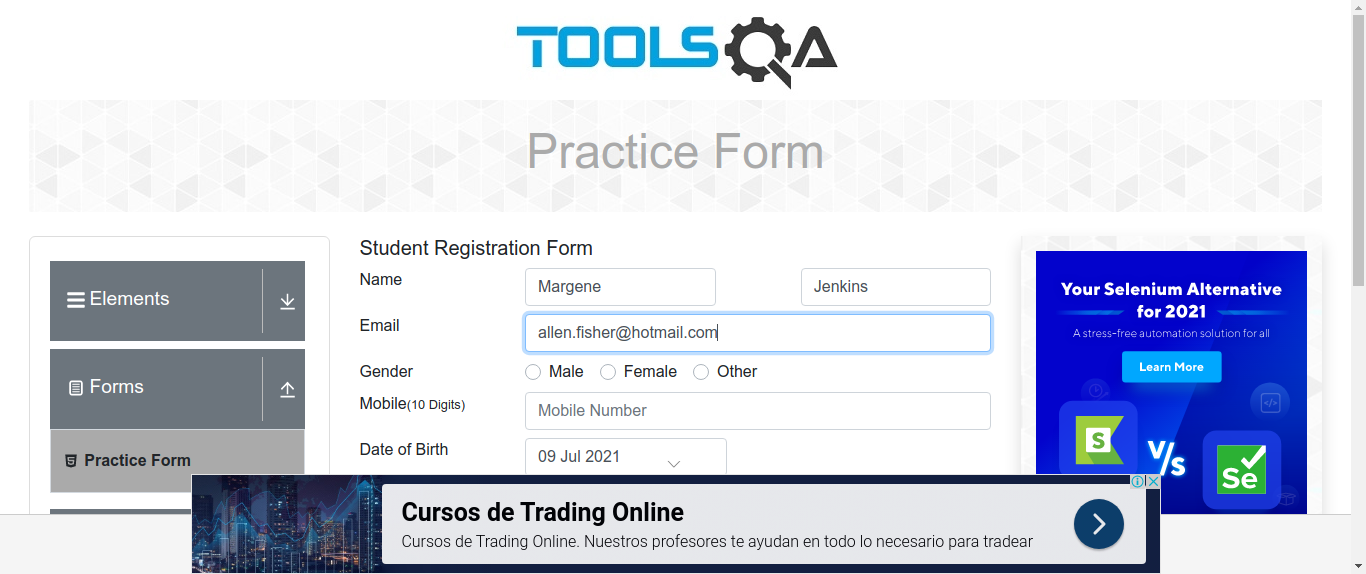 TOOLSQA
Practice Form
Elements
Forms
Practice Form
Student Registration Form
Name
Margene
Jenkins
Email
allen.fisher@hotmail.com
Gender
Male
Female
Other
Mobile(10 Digits)
Mobile Number
Date of Birth
09 Jul 2021
Your Selenium Alternative
for 2021
A stress-free automation solution for all
Learn More
S
V/s
Se
Cursos de Trading Online
Cursos de Trading Online. Nuestros profesores te ayudan en todo lo necesario para tradear